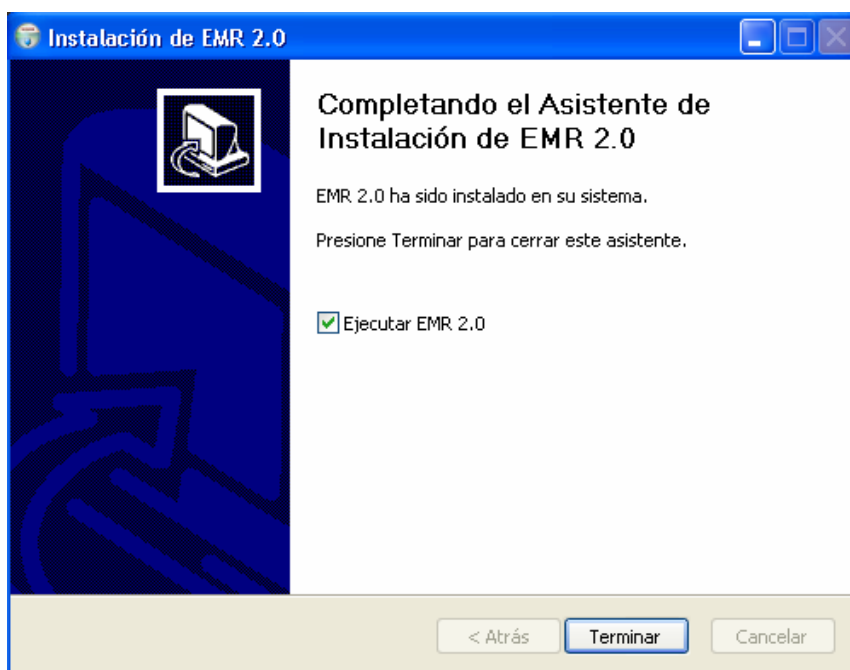 Instalación de EMR 2.0
Completando el Asistente de
Instalación de EMR 2.0
EMR 2.0 ha sido instalado en su sistema.
Presione Terminar para cerrar este asistente.
Ejecutar EMR 2.0
< Atrás Terminar Cancelar